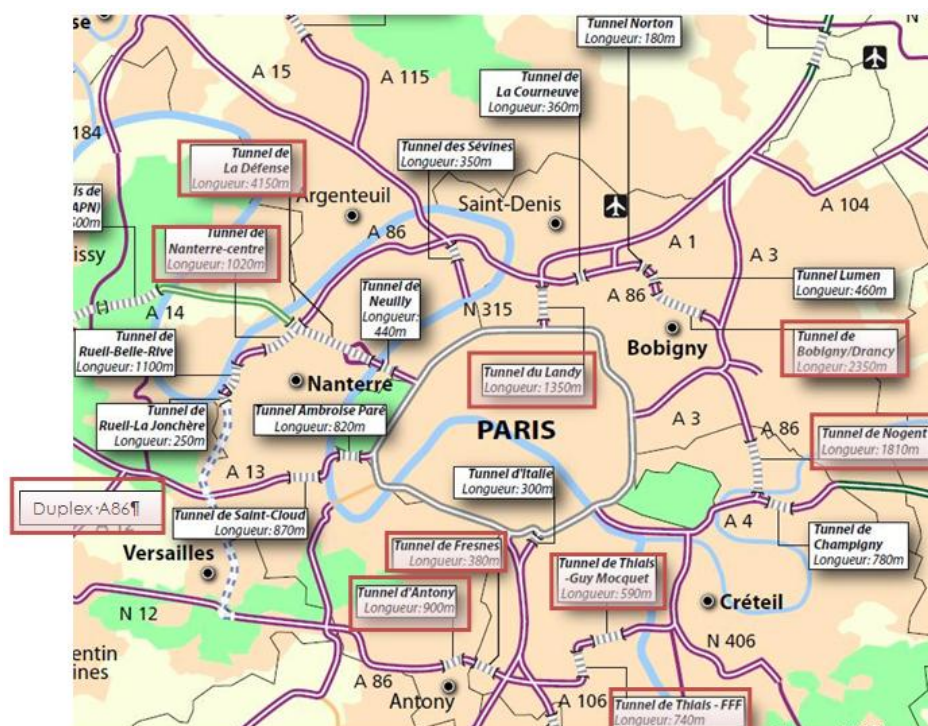 se
A 15
A 115
Tunnel Norton
Longueur: 180m
N
184
Tunnel de
La Courneuve
Longueur: 360m
Tunnel de
La Défense
Longueur: 4150m
Tunnel des Sévines
Longueur: 350m
Argenteuil
Saint-Denis
A 104
ls de
APN)
500m
issy
Tunnel de
Nanterre-centre
Longueur: 1020m
A 86
A 1
A 3
Tunnel Lumen
Longueur: 460m
A 14
Tunnel de
Neuilly
Longueur:
440m
N 315
A 86
Tunnel de
Rueil-Belle-Rive
Longueur: 1100m
Bobigny
Tunnel de
Bobigny/Drancy
Longueur: 2350m
Nanterre
Tunnel du Landy
Longueur: 1350m
Tunnel de
Rueil-La Jonchère
Longueur: 250m
Tunnel Ambroise Paré
Longueur: 820m
PARIS
A 3
A 86
Tunnel de Nogent
Longueur: 1810m
A 13
Tunnel d'Italie
Longueur: 300m
Duplex·A86¶
A 12
Tunnel de Saint-Cloud
Longueur: 870m
A 4
Tunnel de
Champigny
Longueur: 780m
Versailles
Tunnel de Fresnes
Longueur: 380m
Tunnel de Thiais
-Guy Mocquet
Longueur: 590m
Tunnel d'Antony
Longueur: 900m
N 12
Créteil
N 406
entin
ines
A 86
Antony
A 106
Tunnel de Thiais - FFF
Longueur: 740m